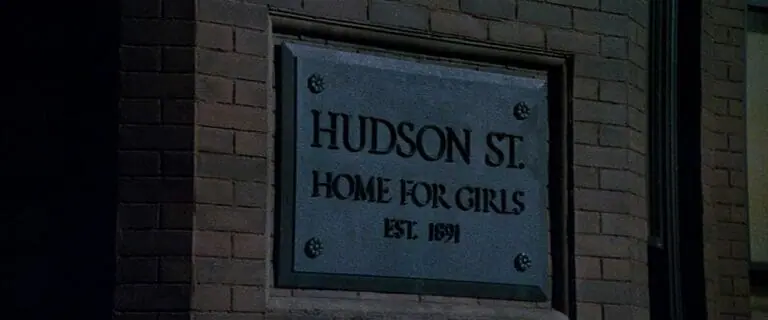 HUDSON ST.
HOME FOR GIRLS
EST. 1891